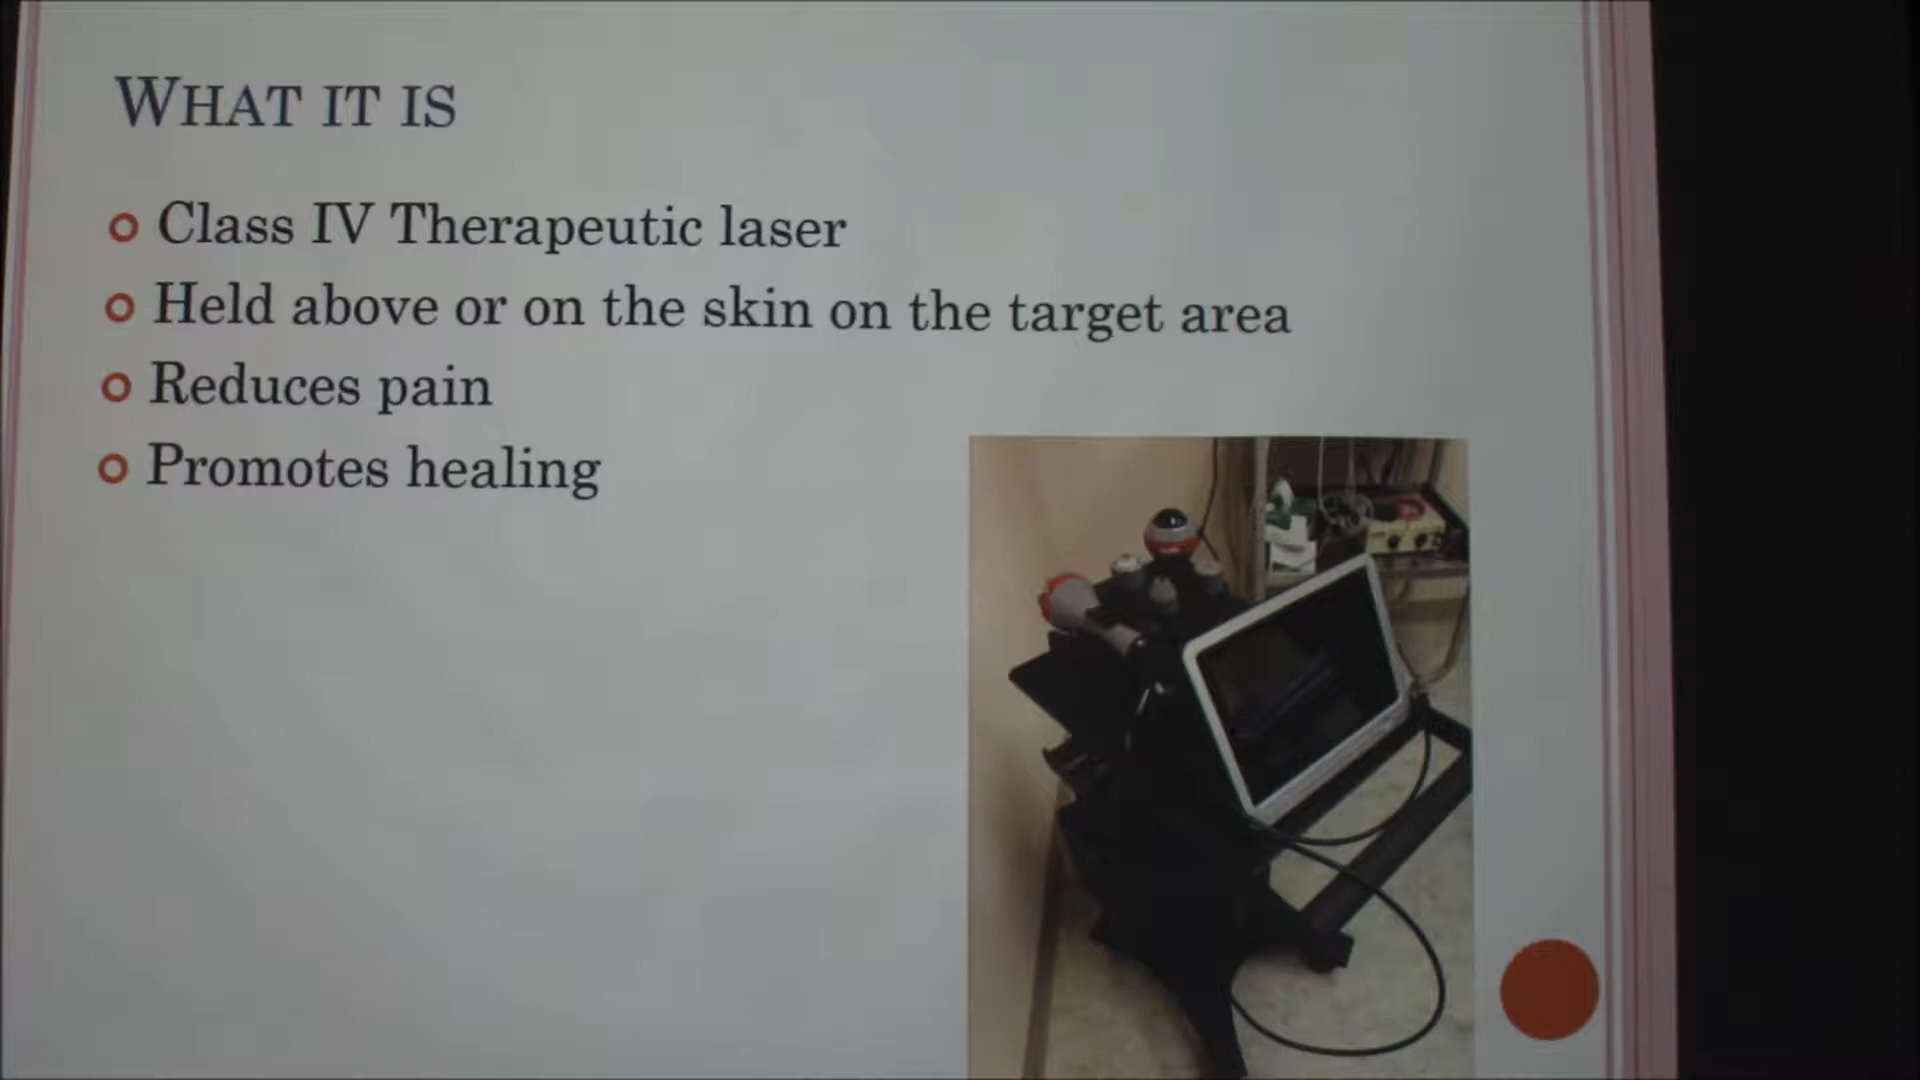 WHAT IT IS
Class IV Therapeutic laser
Held above or on the skin on the target area
Reduces pain
Promotes healing